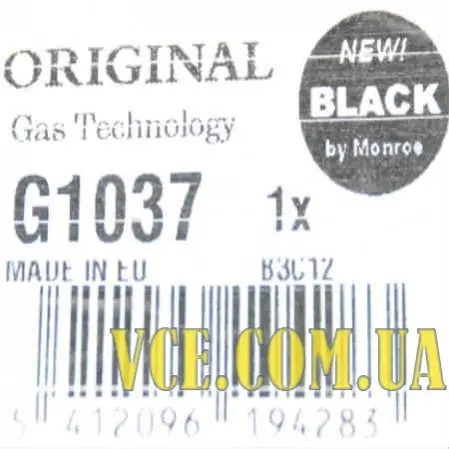 NEW!
BLACK
by Monroe
ORIGINAL
Gas Technology
G1037 1x
MADE IN EU B3C12
VCE.COM.UA
5 412096 194283